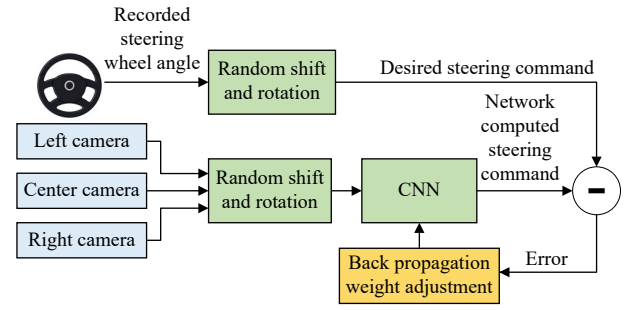 Recorded
steering
wheel angle
Random shift
and rotation
Desired steering command
Network
computed
steering
command
Left camera
Center camera
Right camera
Random shift
and rotation
CNN
-
Back propagation
weight adjustment
Error